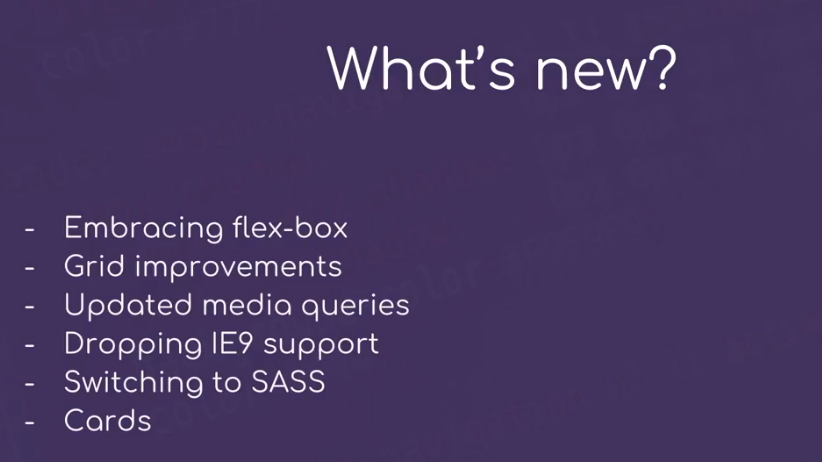 What's new?
- Embracing flex-box
- Grid improvements
- Updated media queries
- Dropping IE9 support
- Switching to SASS
- Cards